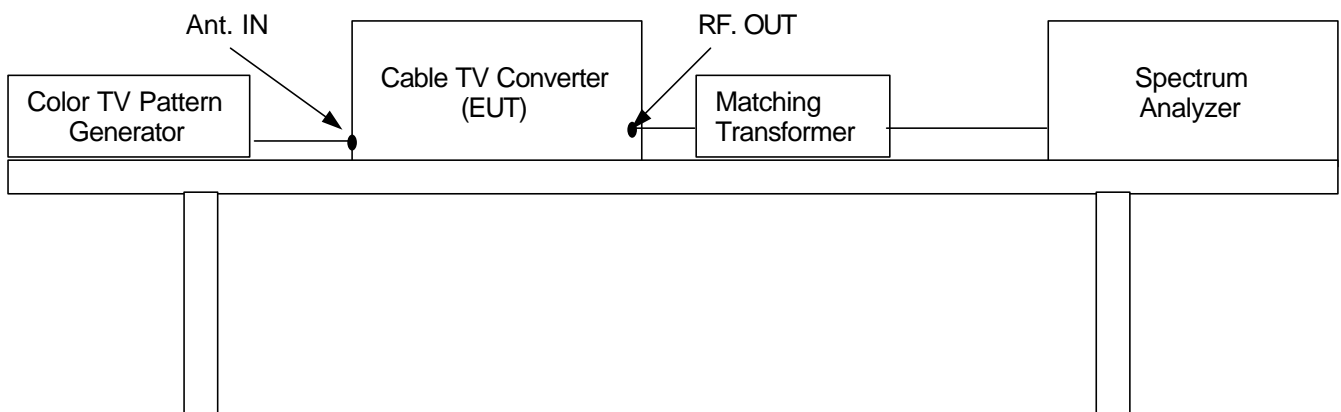 Ant. IN
RF. OUT
Cable TV Converter
(EUT)
Spectrum
Analyzer
Color TV Pattern
Generator
Matching
Transformer